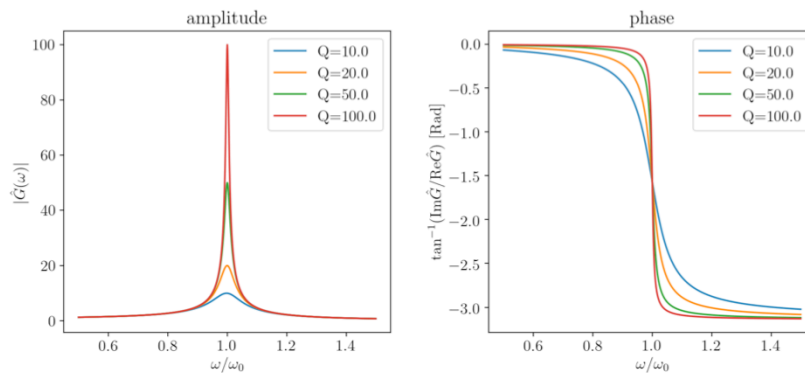 amplitude
100
80
60
40
20
0
|Ĝ(ω)|
Q=10.0
Q=20.0
Q=50.0
Q=100.0
0.6 0.8 1.0 1.2 1.4
ω/ω₀
phase
0.0
−0.5
−1.0
−1.5
−2.0
−2.5
−3.0
tan⁻¹(ImĜ/ReĜ) [Rad]
Q=10.0
Q=20.0
Q=50.0
Q=100.0
0.6 0.8 1.0 1.2 1.4
ω/ω₀